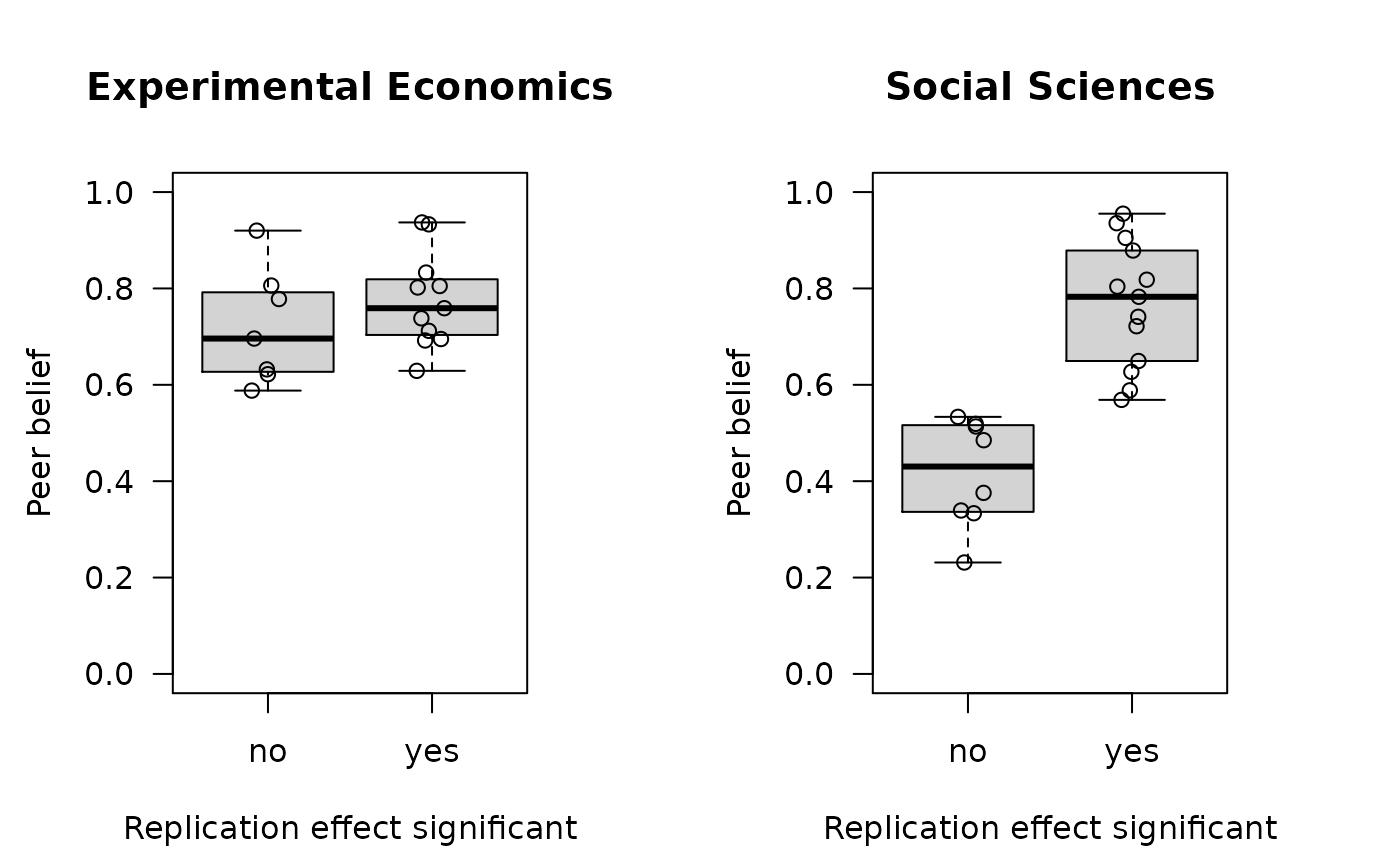 Experimental Economics
Peer belief
1.0
0.8
0.6
0.4
0.2
0.0
no yes
Replication effect significant
Social Sciences
Peer belief
1.0
0.8
0.6
0.4
0.2
0.0
no yes
Replication effect significant